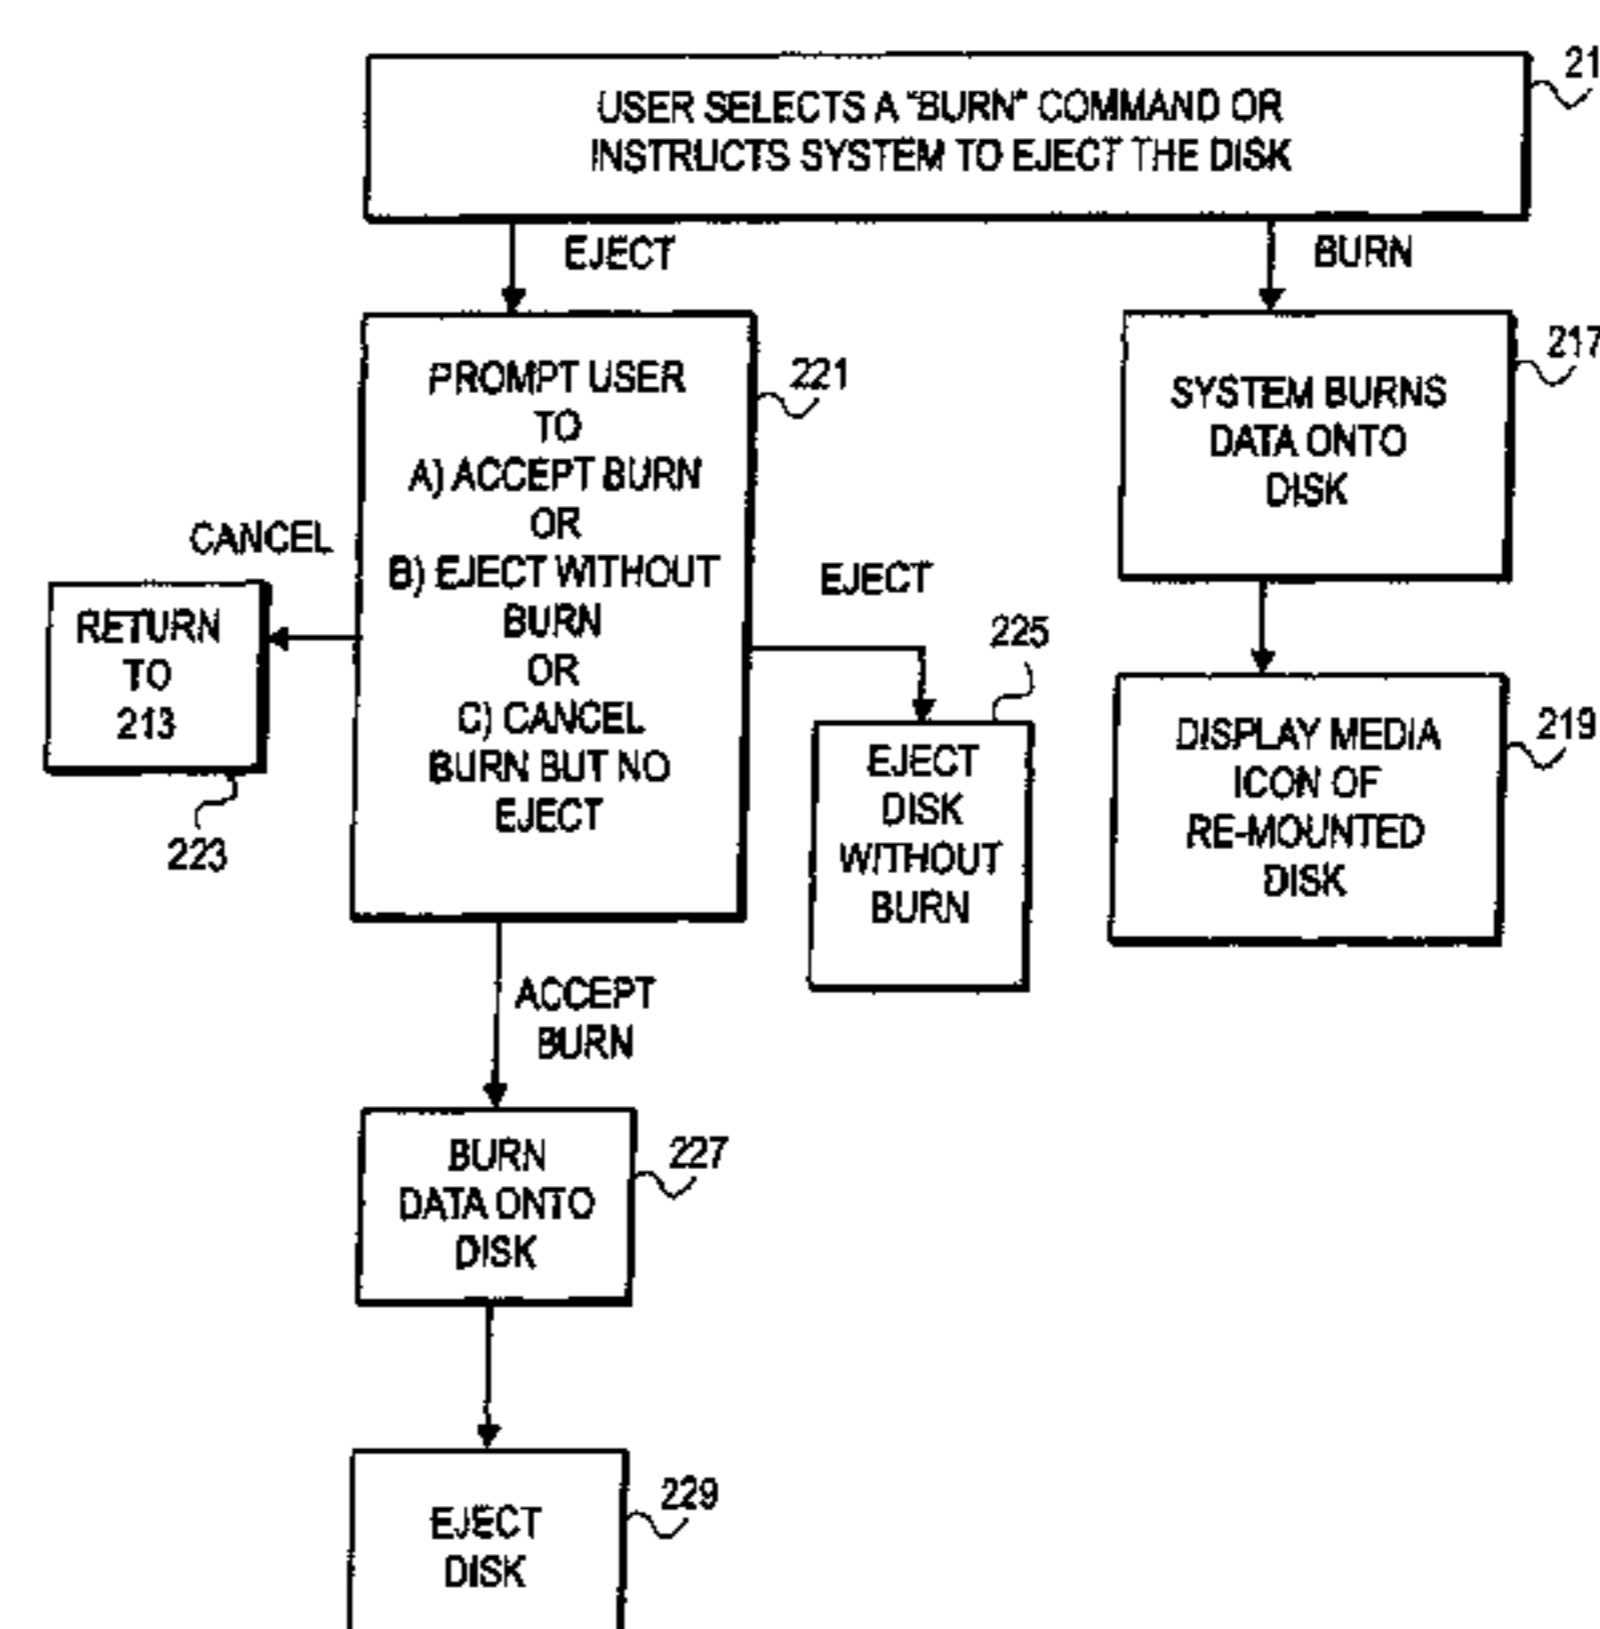 USER SELECTS A "BURN" COMMAND OR
INSTRUCTS SYSTEM TO EJECT THE DISK
21
EJECT
BURN
PROMPT USER
TO
A) ACCEPT BURN
OR
B) EJECT WITHOUT
BURN
OR
C) CANCEL
BURN BUT NO
EJECT
221
SYSTEM BURNS
DATA ONTO
DISK
217
CANCEL
RETURN
TO
213
223
EJECT
225
EJECT
DISK
WITHOUT
BURN
DISPLAY MEDIA
ICON OF
RE-MOUNTED
DISK
219
ACCEPT
BURN
BURN
DATA ONTO
DISK
227
EJECT
DISK
229